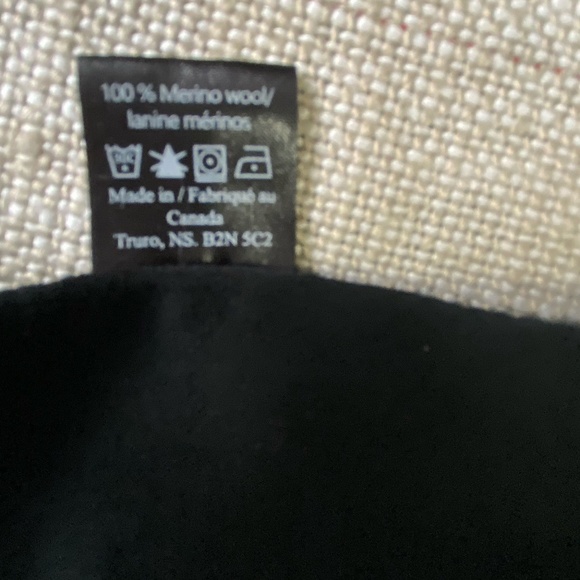 100 % Merino wool/
lanine mérinos
Made in / Fabriqué au
Canada
Truro, NS. B2N 5C2